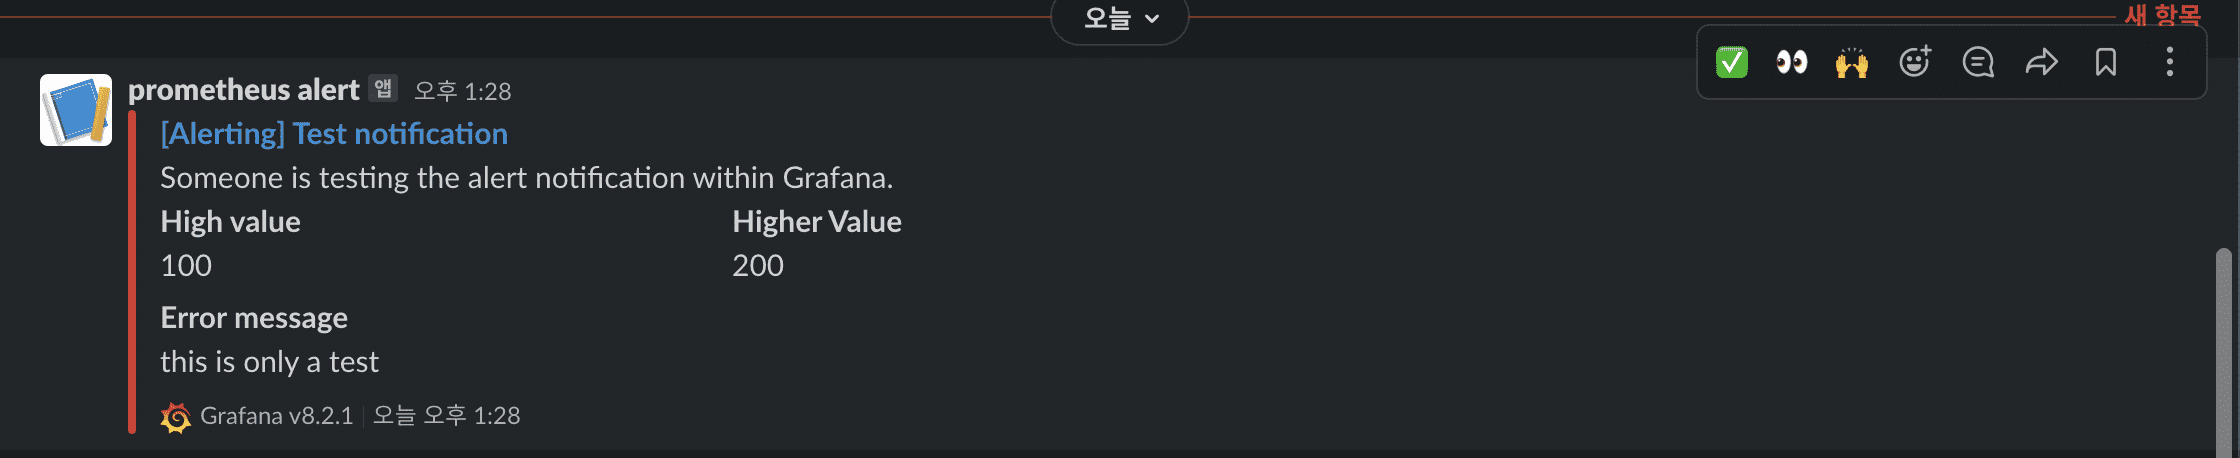 오늘
새 항목
prometheus alert 앱 오후 1:28
[Alerting] Test notification
Someone is testing the alert notification within Grafana.
High value Higher Value
100 200
Error message
this is only a test
Grafana v8.2.1 | 오늘 오후 1:28